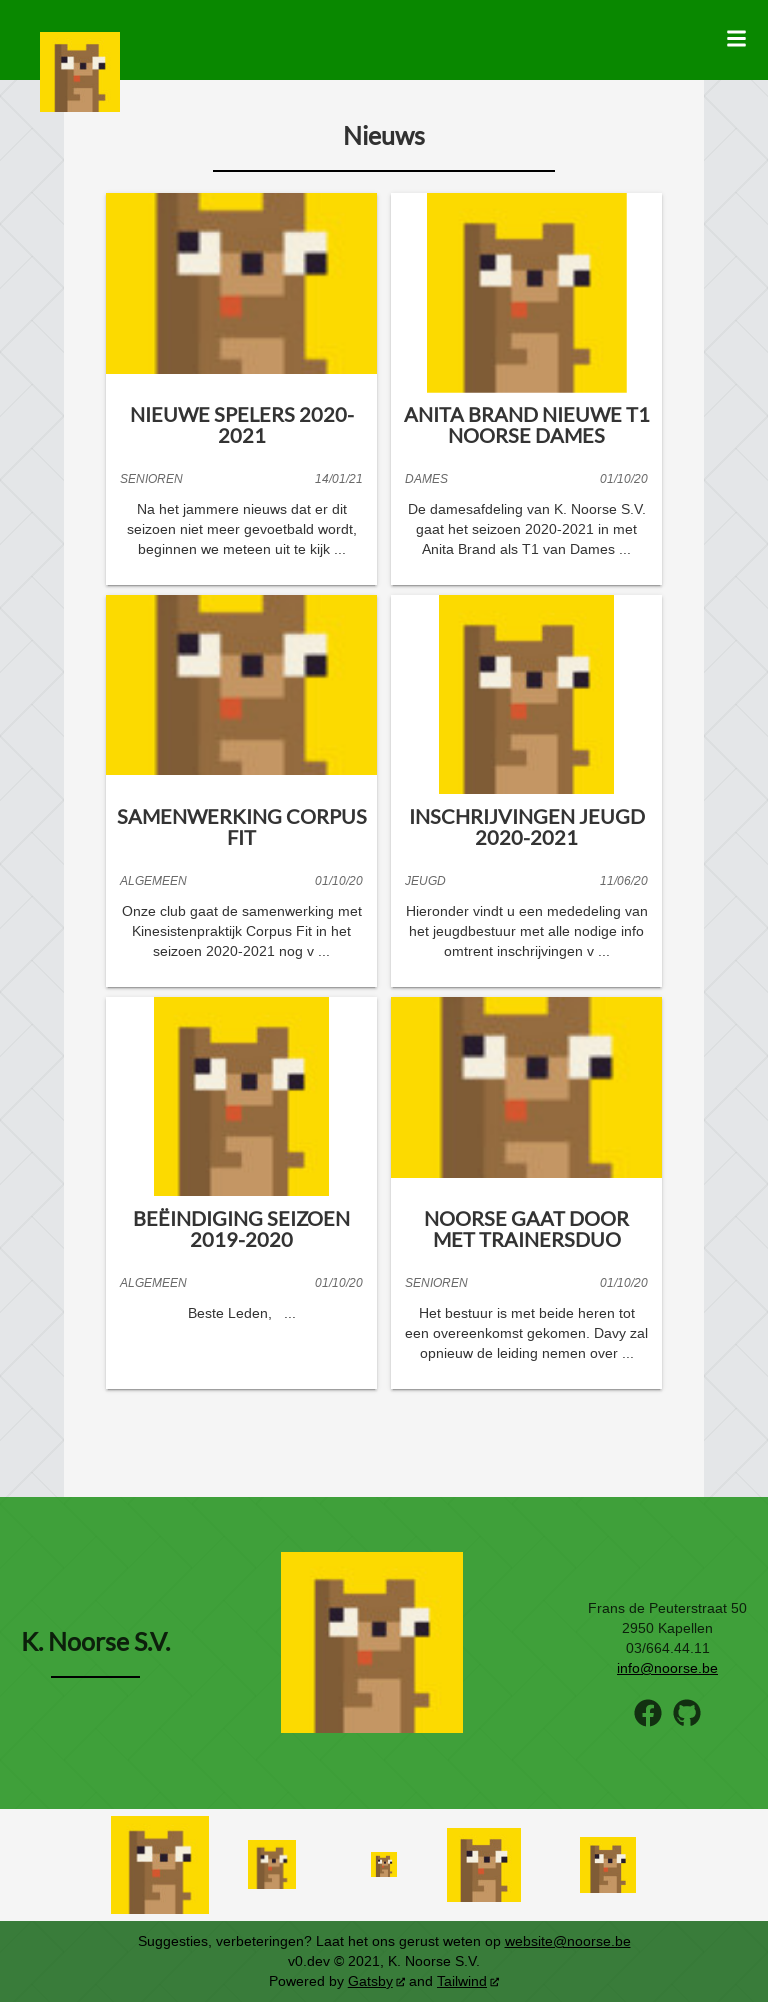 Nieuws
NIEUWE SPELERS 2020-
2021
SENIOREN 14/01/21
Na het jammere nieuws dat er dit
seizoen niet meer gevoetbald wordt,
beginnen we meteen uit te kijk ...
ANITA BRAND NIEUWE T1
NOORSE DAMES
DAMES 01/10/20
De damesafdeling van K. Noorse S.V.
gaat het seizoen 2020-2021 in met
Anita Brand als T1 van Dames ...
SAMENWERKING CORPUS
FIT
ALGEMEEN 01/10/20
Onze club gaat de samenwerking met
Kinesistenpraktijk Corpus Fit in het
seizoen 2020-2021 nog v ...
INSCHRIJVINGEN JEUGD
2020-2021
JEUGD 11/06/20
Hieronder vindt u een mededeling van
het jeugdbestuur met alle nodige info
omtrent inschrijvingen v ...
BEËINDIGING SEIZOEN
2019-2020
ALGEMEEN 01/10/20
Beste Leden,   ...
NOORSE GAAT DOOR
MET TRAINERSDUO
SENIOREN 01/10/20
Het bestuur is met beide heren tot
een overeenkomst gekomen. Davy zal
opnieuw de leiding nemen over ...
K. Noorse S.V.
Frans de Peuterstraat 50
2950 Kapellen
03/664.44.11
info@noorse.be
Suggesties, verbeteringen? Laat het ons gerust weten op website@noorse.be
v0.dev © 2021, K. Noorse S.V.
Powered by Gatsby and Tailwind